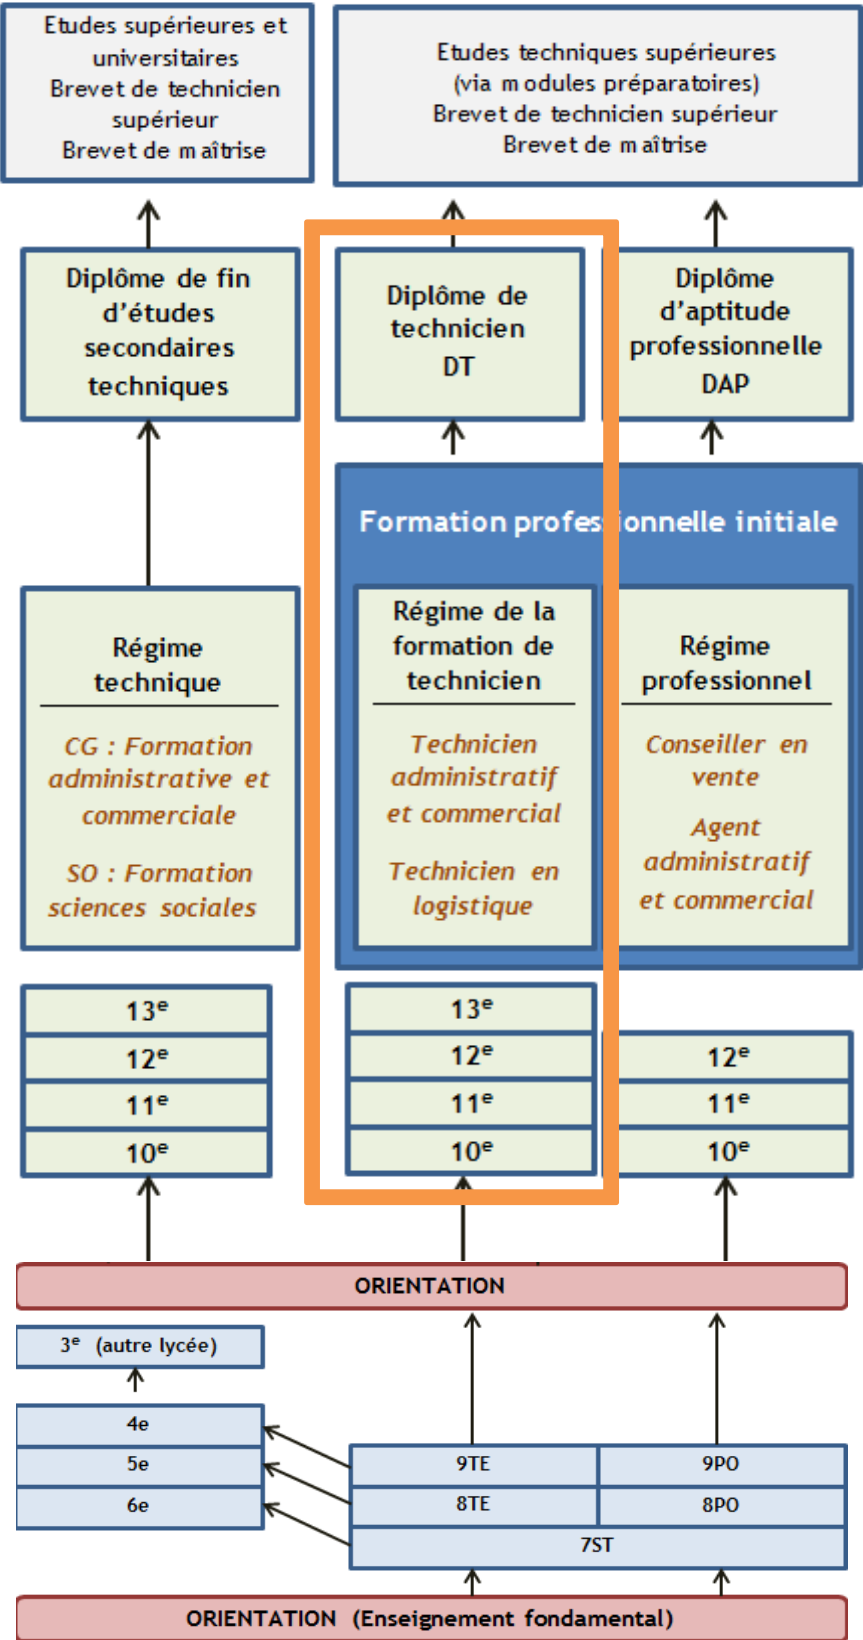 Etudes supérieures et
universitaires
Brevet de technicien
supérieur
Brevet de maîtrise
Etudes techniques supérieures
(via modules préparatoires)
Brevet de technicien supérieur
Brevet de maîtrise
Diplôme de fin
d'études
secondaires
techniques
Diplôme de
technicien
DT
Diplôme
d'aptitude
professionnelle
DAP
Formation professionnelle initiale
Régime
technique
CG : Formation
administrative et
commerciale
SO : Formation
sciences sociales
Régime de la
formation de
technicien
Technicien
administratif
et commercial
Technicien en
logistique
Régime
professionnel
Conseiller en
vente
Agent
administratif
et commercial
13e
12e
11e
10e
13e
12e
11e
10e
12e
11e
10e
ORIENTATION
3e (autre lycée)
4e
5e
6e
9TE
9PO
8TE
8PO
7ST
ORIENTATION (Enseignement fondamental)